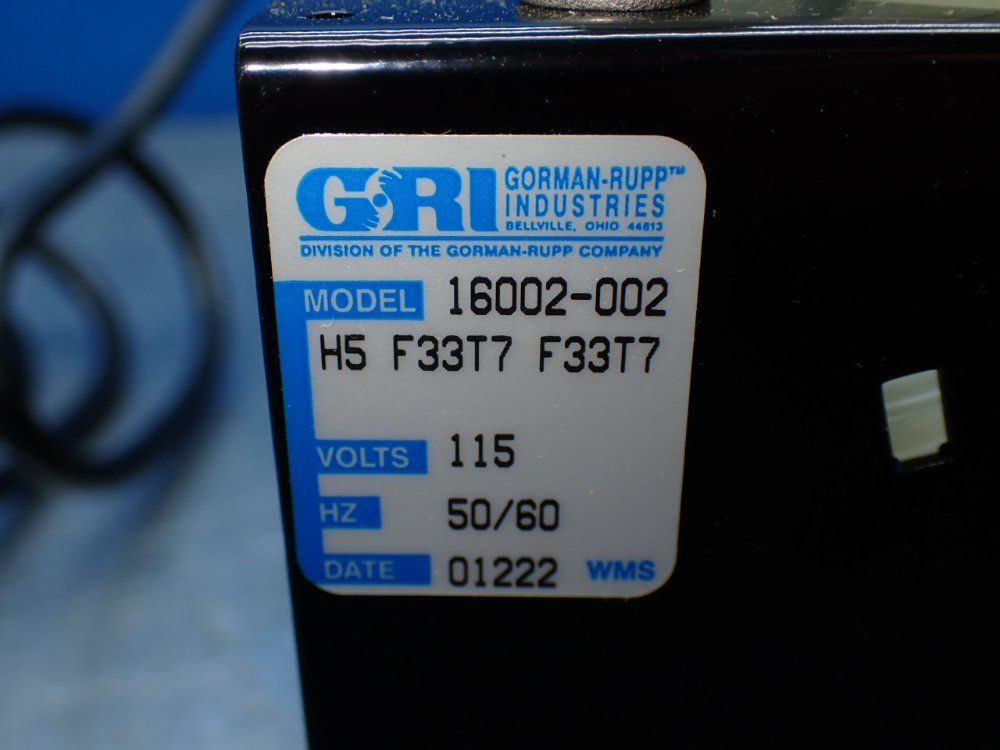 GRI
GORMAN-RUPP™
INDUSTRIES
BELLVILLE, OHIO 44813
DIVISION OF THE GORMAN-RUPP COMPANY
MODEL 16002-002
H5 F33T7 F33T7
VOLTS 115
HZ 50/60
DATE 01222 WMS